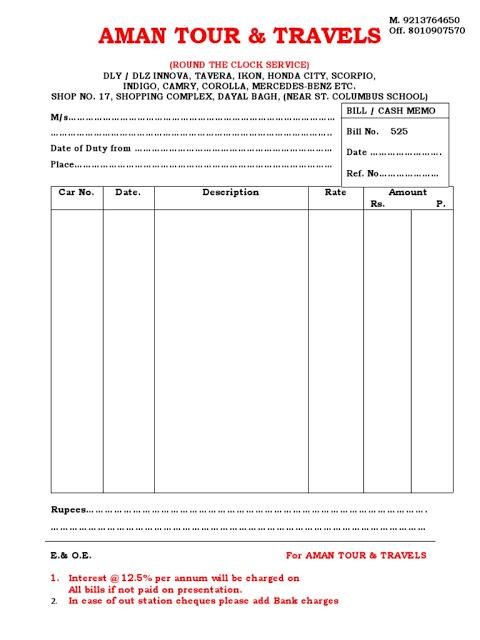 M. 9213764650
AMAN TOUR & TRAVELS
Off. 8010907570
(ROUND THE CLOCK SERVICE)
DLY / DLZ INNOVA, TAVERA, IKON, HONDA CITY, SCORPIO,
INDIGO, CAMRY, COROLLA, MERCEDES-BENZ ETC.
SHOP NO. 17, SHOPPING COMPLEX, DAYAL BAGH, (NEAR ST. COLUMBUS SCHOOL)
BILL / CASH MEMO
M/s……………………………………………………………………………
………………………………………………………………………………
Bill No. 525
Date of Duty from …………………………………………………………
Date …………………….
Place…………………………………………………………………………
Ref. No…………………
Car No. Date. Description Rate Amount
Rs. P.
Rupees………………………………………………………………………………………………….
……………………………………………………………………………………………………………
E.& O.E. For AMAN TOUR & TRAVELS
1. Interest @ 12.5% per annum will be charged on
All bills if not paid on presentation.
2. In case of out station cheques please add Bank charges